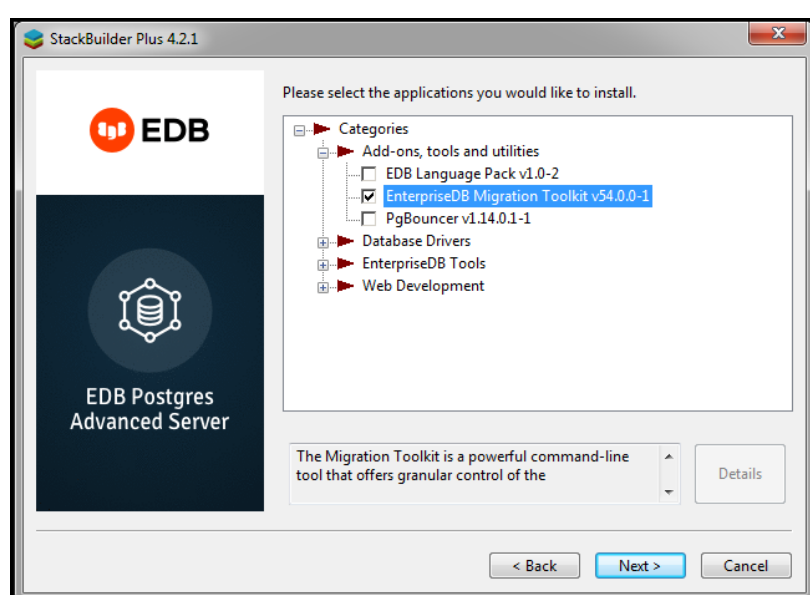 StackBuilder Plus 4.2.1
EDB
EDB Postgres
Advanced Server
Please select the applications you would like to install.
Categories
Add-ons, tools and utilities
EDB Language Pack v1.0-2
EnterpriseDB Migration Toolkit v54.0.0-1
PgBouncer v1.14.0.1-1
Database Drivers
EnterpriseDB Tools
Web Development
The Migration Toolkit is a powerful command-line
tool that offers granular control of the
Details
< Back
Next >
Cancel